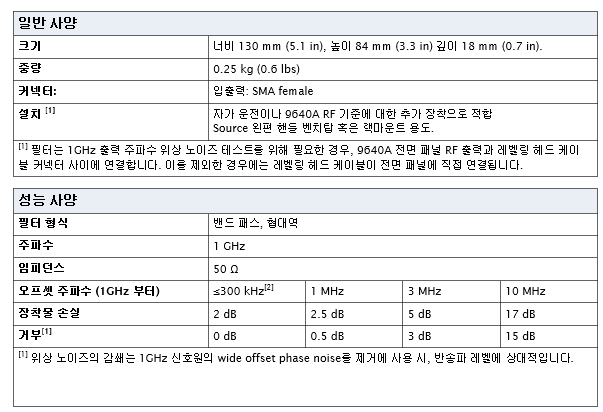 일반 사양
크기 너비 130 mm (5.1 in), 높이 84 mm (3.3 in) 깊이 18 mm (0.7 in).
중량 0.25 kg (0.6 lbs)
커넥터: 입출력: SMA female
설치 [1] 자가 운전이나 9640A RF 기준에 대한 추가 장착으로 적합
Source 왼편 핸들 벤치탑 혹은 랙마운트 용도.
[1] 필터는 1GHz 출력 주파수 위상 노이즈 테스트를 위해 필요한 경우, 9640A 전면 패널 RF 출력과 레벨링 헤드 케이
블 커넥터 사이에 연결합니다. 이를 제외한 경우에는 레벨링 헤드 케이블이 전면 패널에 직접 연결됩니다.
성능 사양
필터 형식 밴드 패스, 협대역
주파수 1 GHz
임피던스 50 Ω
오프셋 주파수 (1GHz 부터) ≤300 kHz[2] 1 MHz 3 MHz 10 MHz
장착물 손실 2 dB 2.5 dB 5 dB 17 dB
거부[1] 0 dB 0.5 dB 3 dB 15 dB
[1] 위상 노이즈의 감쇄는 1GHz 신호원의 wide offset phase noise을 제거에 사용 시, 반송파 레벨에 상대적입니다.